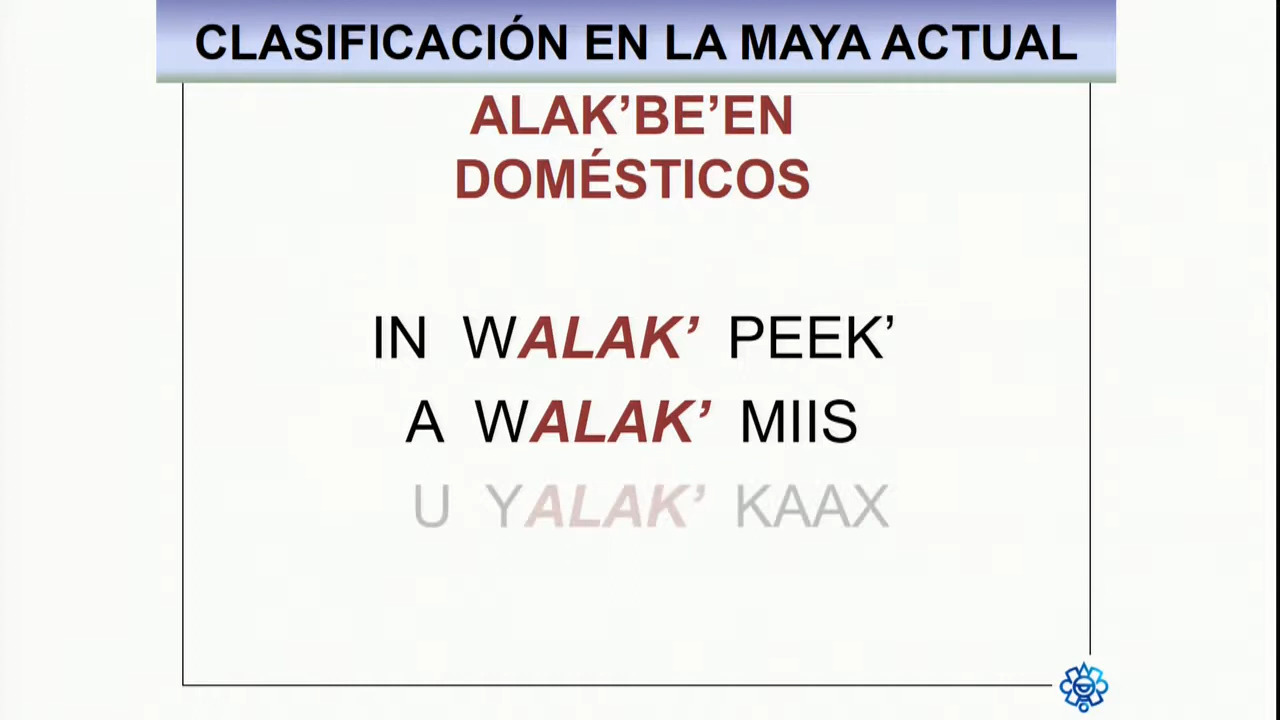 CLASIFICACIÓN EN LA MAYA ACTUAL
ALAK’BE’EN
DOMÉSTICOS
IN WALAK’ PEEK’
A WALAK’ MIIS
U YALAK’ KAAX